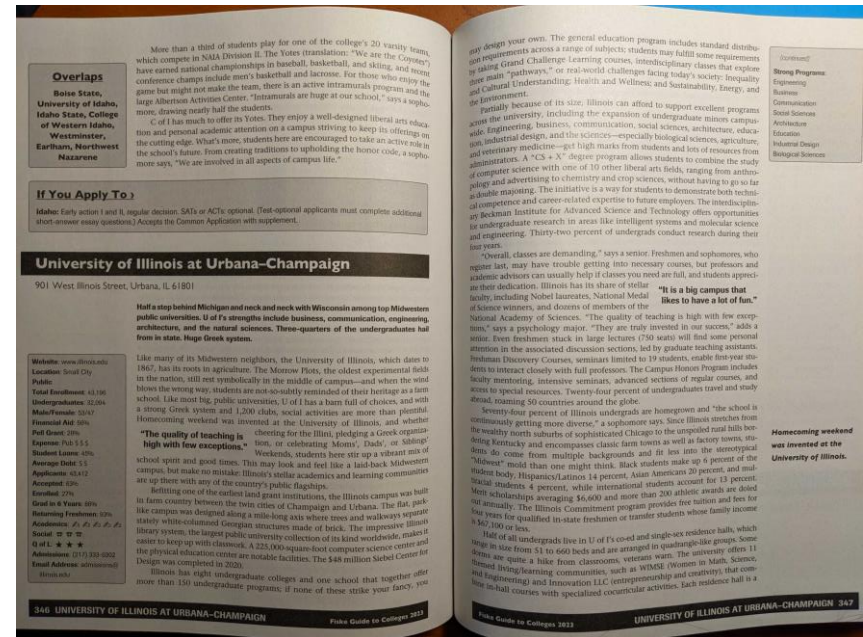 Overlaps
Boise State,
University of Idaho,
Idaho State, College
of Western Idaho,
Westminster,
Earlham, Northwest
Nazarene
More than a third of students play for one of the college's 20 varsity teams,
which compete in NAIA Division II. The Yotes (translation: "We are the Coyotes")
have earned national championships in baseball, basketball, and skiing, and recent
conference champs include men's basketball and lacrosse. For those who enjoy the
game but might not make the team, there is an active intramurals program and the
large Albertson Activities Center. "Intramurals are huge at our school," says a sopho-
more, drawing nearly half the students.
C of I has much to offer its Yotes. They enjoy a well-designed liberal arts educa-
tion and personal academic attention on a campus striving to keep its offerings on
the cutting edge. What's more, students here are encouraged to take an active role in
the school's future. From creating traditions to upholding the honor code, a sopho-
more says, "We are involved in all aspects of campus life."
If You Apply To ›
Idaho: Early action I and II, regular decision. SATs or ACTs: optional. (Test-optional applicants must complete additional
short-answer essay questions.) Accepts the Common Application with supplement.
University of Illinois at Urbana–Champaign
901 West Illinois Street, Urbana, IL 61801
Half a step behind Michigan and neck and neck with Wisconsin among top Midwestern
public universities. U of I's strengths include business, communication, engineering,
architecture, and the natural sciences. Three-quarters of the undergraduates hail
from in state. Huge Greek system.
Website: www.illinois.edu
Location: Small City
Public
Total Enrollment:
Undergraduates:
Male/Female:
Financial Aid:
Pell Grant:
Expense: Pub $ $ $
Student Loans:
Average Debt: $ $
Applicants:
Accepted:
Enrolled: 27%
Grad in 6 Years:
Returning Freshmen:
Academics:
Social:
Q of L: ★ ★ ★
Admissions:
Email Address:
illinois.edu
Like many of its Midwestern neighbors, the University of Illinois, which dates to
1867, has its roots in agriculture. The Morrow Plots, the oldest experimental fields
in the nation, still rest symbolically in the middle of campus—and when the wind
blows the wrong way, students are not-so-subtly reminded of their heritage as a farm
school. Like most big, public universities, U of I has a barn full of choices, and with
a strong Greek system and 1,200 clubs, social activities are more than plentiful.
Homecoming weekend was invented at the University of Illinois, and whether
cheering for the Illini, pledging a Greek organiza-
tion, or celebrating Moms', Dads', or Siblings'
Weekends, students here stir up a vibrant mix of
"The quality of teaching is
high with few exceptions."
school spirit and good times. This may look and feel like a laid-back Midwestern
campus, but make no mistake: Illinois's stellar academics and learning communities
are up there with any of the country's public flagships.
Befitting one of the earliest land grant institutions, the Illinois campus was built
in farm country between the twin cities of Champaign and Urbana. The flat, park-
like campus was designed along a mile-long axis where trees and walkways separate
stately white-columned Georgian structures made of brick. The impressive Illinois
library system, the largest public university collection of its kind worldwide, makes it
easier to keep up with classwork. A 223,000-square-foot computer science center and
the physical education center are notable facilities. The $48 million Siebel Center for
Design was completed in 2020.
Illinois has eight undergraduate colleges and one school that together offer
more than 150 undergraduate programs; if none of these strike your fancy, you
346 UNIVERSITY OF ILLINOIS AT URBANA–CHAMPAIGN
Fiske Guide to Colleges 2023
may design your own. The general education program includes standard distribu-
tion requirements across a range of subjects; students may fulfill some requirements
by taking Grand Challenge Learning courses, interdisciplinary classes that explore
three main "pathways," or real-world challenges facing today's society: Inequality
and Cultural Understanding; Health and Wellness; and Sustainability, Energy, and
the Environment.
Partially because of its size, Illinois can afford to support excellent programs
across the university, including the expansion of undergraduate minors campus-
wide. Engineering, business, communication, social sciences, architecture, educa-
tion, industrial design, and the sciences—especially biological sciences, agriculture,
and veterinary medicine—get high marks from students and lots of resources from
administrators. A "CS + X" degree program allows students to combine the study
of computer science with one of 10 other liberal arts fields, ranging from anthro-
pology and advertising to chemistry and crop sciences, without having to go so far
as double majoring. The initiative is a way for students to demonstrate both techni-
cal competence and career-related expertise to future employers. The interdisciplin-
ary Beckman Institute for Advanced Science and Technology offers opportunities
for undergraduate research in areas like intelligent systems and molecular science
and engineering. Thirty-two percent of undergrads conduct research during their
four years.
"Overall, classes are demanding," says a senior. Freshmen and sophomores, who
register last, may have trouble getting into necessary courses, but professors and
academic advisors can usually help if classes you need are full, and students appreci-
ate their dedication. Illinois has its share of stellar
faculty, including Nobel laureates, National Medal
of Science winners, and dozens of members of the
"It is a big campus that
likes to have a lot of fun."
National Academy of Sciences. "The quality of teaching is high with few excep-
tions," says a psychology major. "They are truly invested in our success," adds a
senior. Even freshmen stuck in large lectures (750 seats) will find some personal
attention in the associated discussion sections, led by graduate teaching assistants.
Freshman Discovery Courses, seminars limited to 19 students, enable first-year stu-
dents to interact closely with full professors. The Campus Honors Program includes
faculty mentoring, intensive seminars, advanced sections of regular courses, and
access to special resources. Twenty-four percent of undergraduates travel and study
abroad, roaming 50 countries around the globe.
Seventy-four percent of Illinois undergrads are homegrown and "the school is
continuously getting more diverse," a sophomore says. Since Illinois stretches from
the wealthy north suburbs of sophisticated Chicago to the unspoiled rural hills bor-
dering Kentucky and encompasses classic farm towns as well as factory towns, stu-
dents do come from multiple backgrounds and fit less into the stereotypical
"Midwest" mold than one might think. Black students make up 6 percent of the
student body, Hispanics/Latinos 14 percent, Asian Americans 20 percent, and mul-
tiracial students 4 percent, while international students account for 13 percent.
Merit scholarships averaging $6,600 and more than 200 athletic awards are doled
out annually. The Illinois Commitment program provides free tuition and fees for
four years for qualified in-state freshmen or transfer students whose family income
is $67,100 or less.
Half of all undergrads live in U of I's co-ed and single-sex residence halls, which
range in size from 51 to 660 beds and are arranged in quadrangle-like groups. Some
dorms are quite a hike from classrooms, veterans warn. The university offers 11
themed living/learning communities, such as WIMSE (Women in Math, Science,
and Engineering) and Innovation LLC (entrepreneurship and creativity), that com-
bine in-hall courses with specialized cocurricular activities. Each residence hall is a
(continued)
Strong Programs:
Engineering
Business
Communication
Social Sciences
Architecture
Education
Industrial Design
Biological Sciences
Homecoming weekend
was invented at the
University of Illinois.
Fiske Guide to Colleges 2023
UNIVERSITY OF ILLINOIS AT URBANA–CHAMPAIGN 347